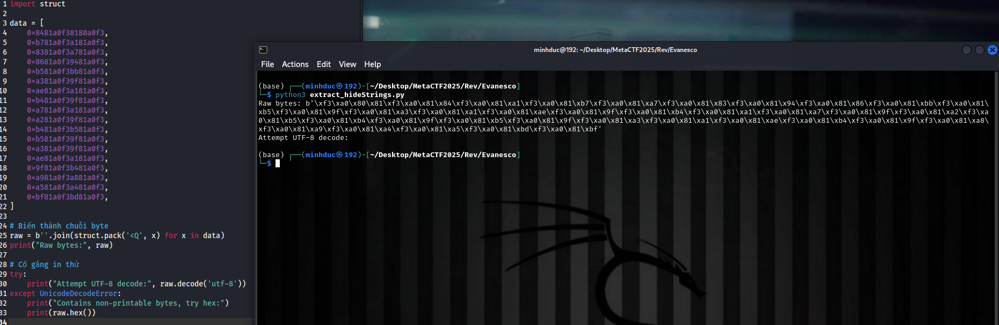 1 import struct
2
3 data = [
4     0x8481a0f38180a0f3,
5     0xb781a0f3a181a0f3,
6     0x8381a0f3a781a0f3,
7     0x8681a0f39481a0f3,
8     0xb581a0f3bb81a0f3,
9     0xa381a0f39f81a0f3,
10     0xae81a0f3a181a0f3,
11     0xb481a0f39f81a0f3,
12     0xa781a0f3a181a0f3,
13     0xa281a0f39f81a0f3,
14     0xb481a0f3b581a0f3,
15     0xb581a0f39f81a0f3,
16     0xa381a0f39f81a0f3,
17     0xae81a0f3a181a0f3,
18     0x9f81a0f3b481a0f3,
19     0xa981a0f3a881a0f3,
20     0xa581a0f3a481a0f3,
21     0xbf81a0f3bd81a0f3,
22 ]
23
24 # Biến thành chuỗi byte
25 raw = b''.join(struct.pack('<Q', x) for x in data)
26 print("Raw bytes:", raw)
27
28 # Cố gắng in thử
29 try:
30     print("Attempt UTF-8 decode:", raw.decode('utf-8'))
31 except UnicodeDecodeError:
32     print("Contains non-printable bytes, try hex:")
33     print(raw.hex())
34
minhduc@192: ~/Desktop/MetaCTF2025/Rev/Evanesco
File Actions Edit View Help
(base) ┌──(minhduc㉿192)-[~/Desktop/MetaCTF2025/Rev/Evanesco]
└─$ python3 extract_hideStrings.py
Raw bytes: b'\xf3\xa0\x80\x81\xf3\xa0\x81\x84\xf3\xa0\x81\xa1\xf3\xa0\x81\xb7\xf3\xa0\x81\xa7\xf3\xa0\x81\x83\xf3\xa0\x81\x94\xf3\xa0\x81\x86\xf3\xa0\x81\xbb\xf3\xa0\x81\
xb5\xf3\xa0\x81\x9f\xf3\xa0\x81\xa3\xf3\xa0\x81\xa1\xf3\xa0\x81\xae\xf3\xa0\x81\x9f\xf3\xa0\x81\xb4\xf3\xa0\x81\xa1\xf3\xa0\x81\xa7\xf3\xa0\x81\x9f\xf3\xa0\x81\xa2\xf3\xa
0\x81\xb5\xf3\xa0\x81\xb4\xf3\xa0\x81\x9f\xf3\xa0\x81\xb5\xf3\xa0\x81\x9f\xf3\xa0\x81\xa3\xf3\xa0\x81\xa1\xf3\xa0\x81\xae\xf3\xa0\x81\xb4\xf3\xa0\x81\x9f\xf3\xa0\x81\xa8\
xf3\xa0\x81\xa9\xf3\xa0\x81\xa4\xf3\xa0\x81\xa5\xf3\xa0\x81\xbd\xf3\xa0\x81\xbf'
Attempt UTF-8 decode:
(base) ┌──(minhduc㉿192)-[~/Desktop/MetaCTF2025/Rev/Evanesco]
└─$